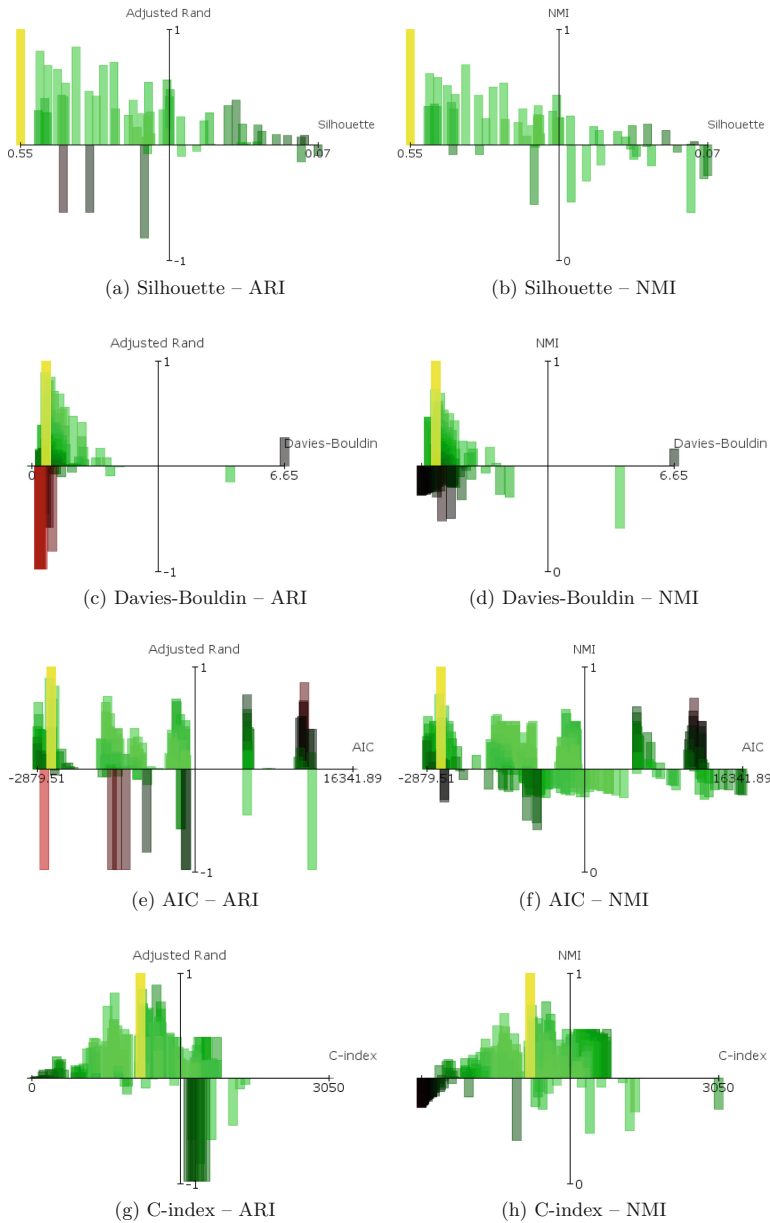 Adjusted Rand
1
Silhouette
0.55
0.07
-1
(a) Silhouette – ARI
NMI
1
Silhouette
0.55
0.07
0
(b) Silhouette – NMI
Adjusted Rand
1
Davies-Bouldin
0
6.65
-1
(c) Davies-Bouldin – ARI
NMI
1
Davies-Bouldin
6.65
0
(d) Davies-Bouldin – NMI
Adjusted Rand
1
AIC
-2879.51
16341.89
-1
(e) AIC – ARI
NMI
1
AIC
-2879.51
16341.89
0
(f) AIC – NMI
Adjusted Rand
1
C-index
0
3050
-1
(g) C-index – ARI
NMI
1
C-index
3050
0
(h) C-index – NMI